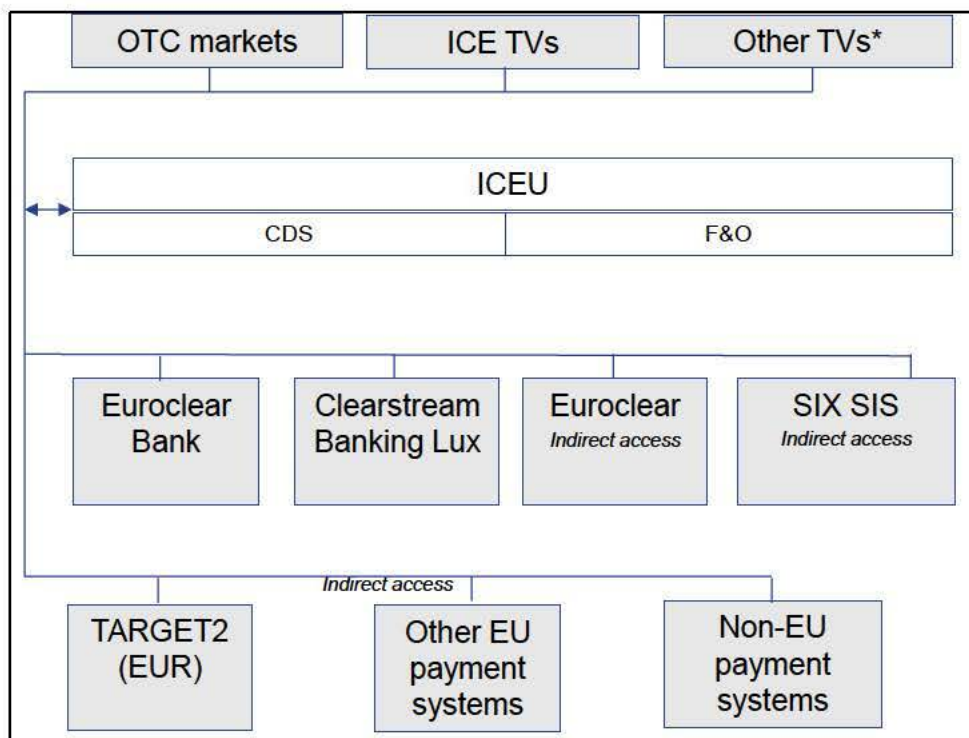 OTC markets
ICE TVs
Other TVs*
ICEU
CDS
F&O
Euroclear
Bank
Clearstream
Banking Lux
Euroclear
Indirect access
SIX SIS
Indirect access
Indirect access
TARGET2
(EUR)
Other EU
payment
systems
Non-EU
payment
systems